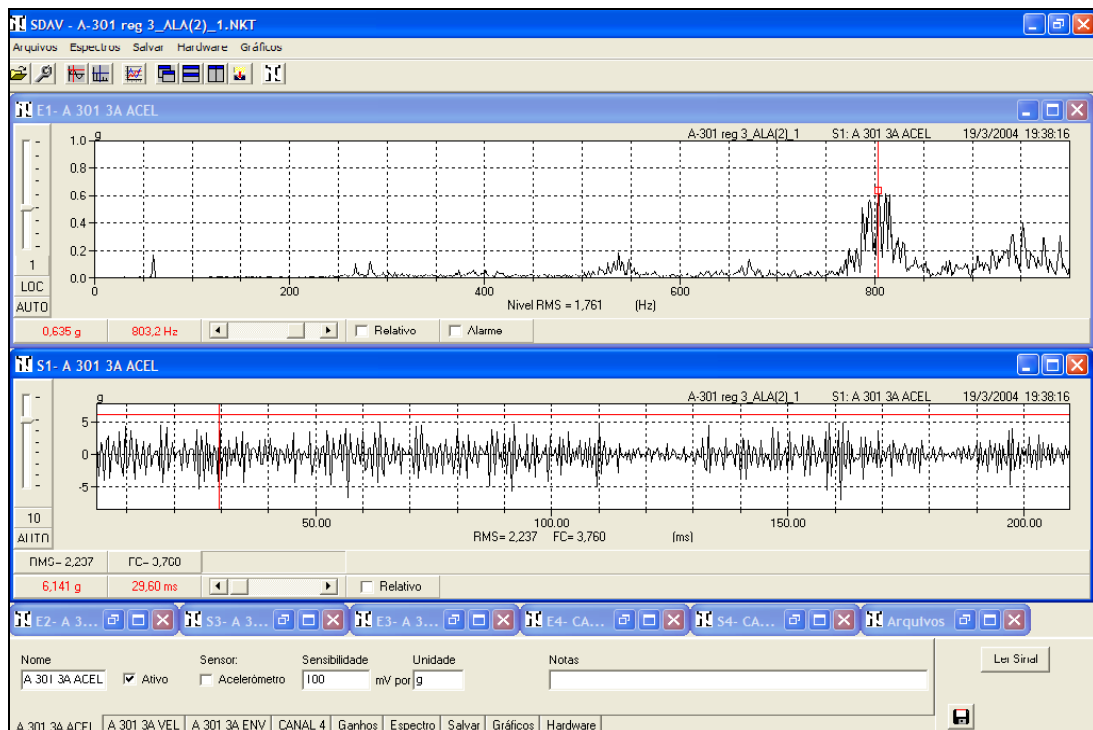 SDAV - A-301 reg 3_ALA(2)_1.NKT
Arquivos Espectros Salvar Hardware Gráficos
E1- A 301 3A ACEL
g A-301 reg 3_ALA(2)_1 S1: A 301 3A ACEL 19/3/2004 19:38:16
1.0
0.8
0.6
0.4
0.2
0.0
0 200 400 600 800
Nivel RMS = 1,761 (Hz)
1
LOC
AUTO
0,635 g 803,2 Hz Relativo Alarme
S1- A 301 3A ACEL
g A-301 reg 3_ALA(2)_1 S1: A 301 3A ACEL 19/3/2004 19:38:16
5
0
-5
50.00 100.00 150.00 200.00
RMS= 2,237 FC= 3,760 (ms)
10
AUTO
RMS= 2,237 FC= 3,760
6,141 g 29,60 ms Relativo
E2- A 3... S3- A 3... E3- A 3... E4- CA... S4- CA... Arquivos
Nome Sensor: Sensibilidade Unidade Notas
A 301 3A ACEL Ativo Acelerómetro 100 mV por g
Ler Sinal
A 301 3A ACEL A 301 3A VEL A 301 3A ENV CANAL 4 Ganhos Espectro Salvar Gráficos Hardware